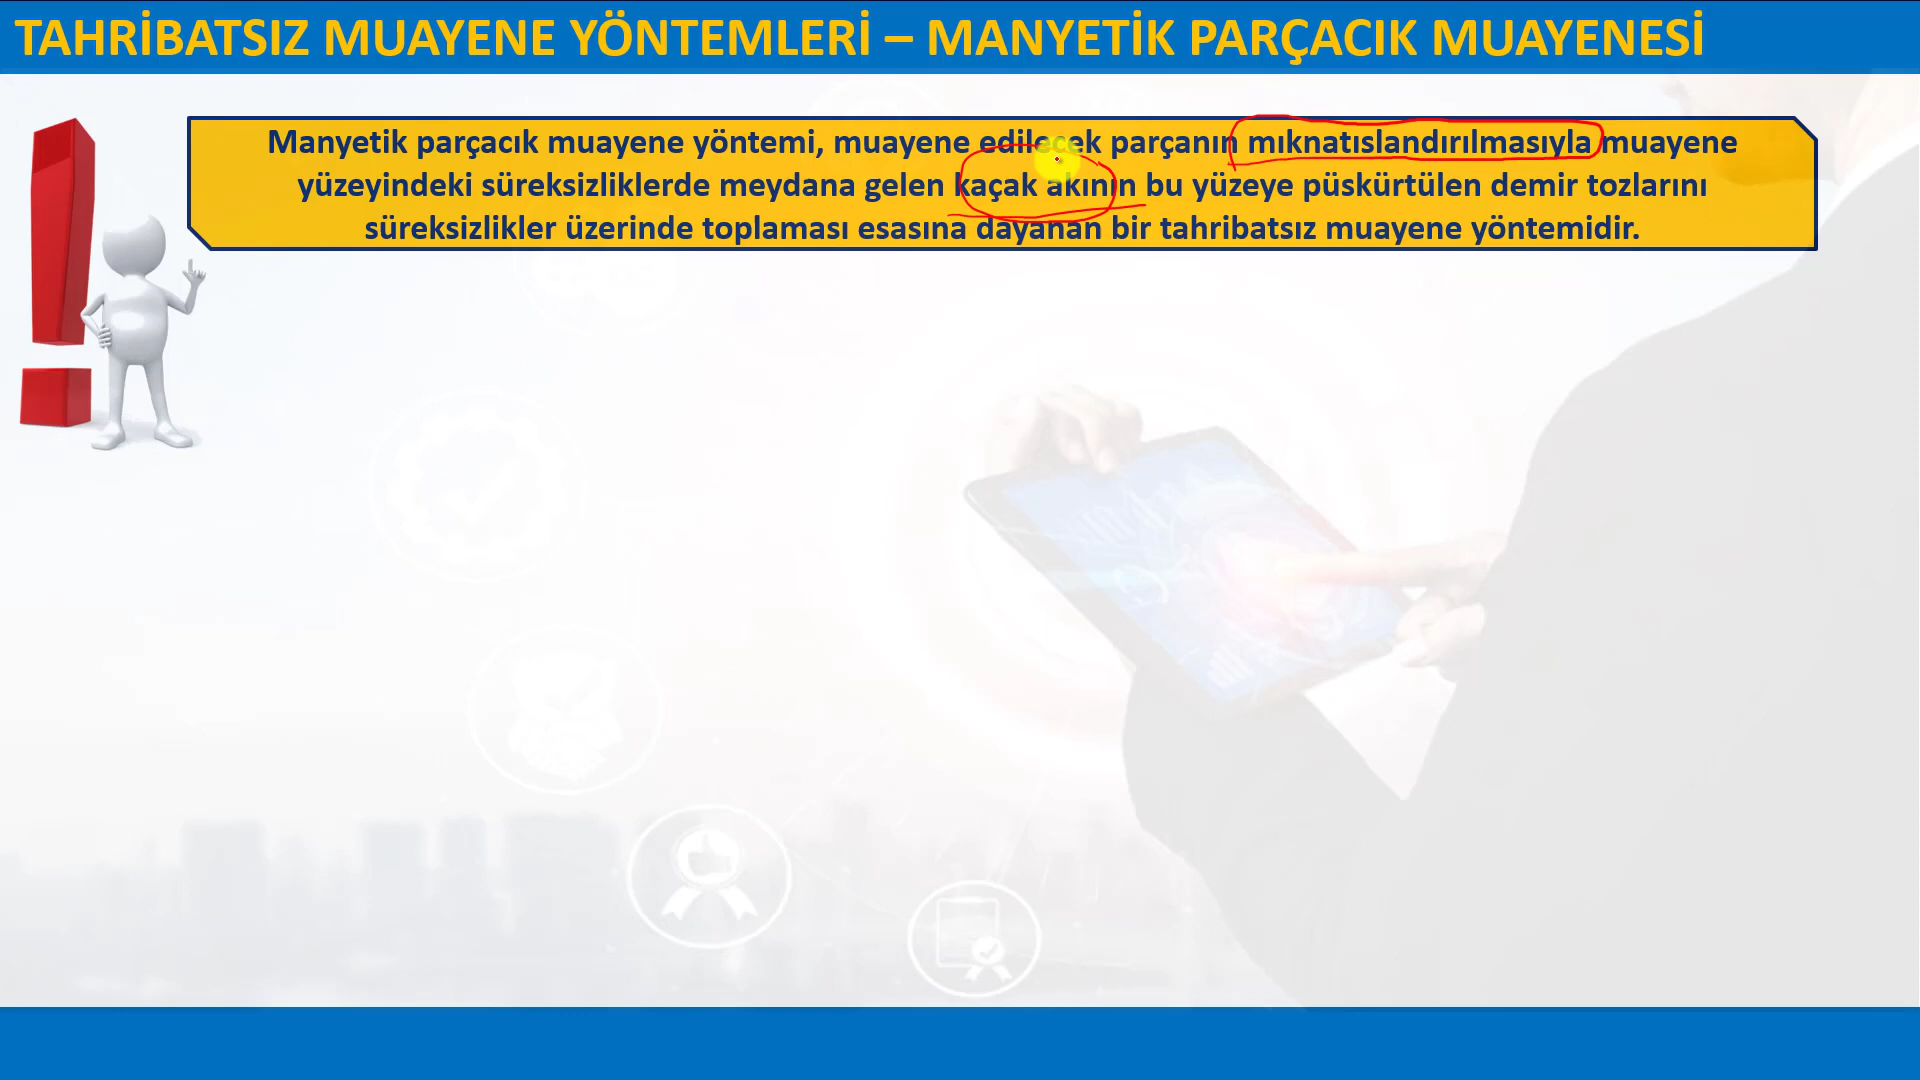 TAHRİBATSIZ MUAYENE YÖNTEMLERİ – MANYETİK PARÇACIK MUAYENESİ
Manyetik parçacık muayene yöntemi, muayene edilecek parçanın mıknatıslandırılmasıyla muayene
yüzeyindeki süreksizliklerde meydana gelen kaçak akının bu yüzeye püskürtülen demir tozlarını
süreksizlikler üzerinde toplaması esasına dayanan bir tahribatsız muayene yöntemidir.